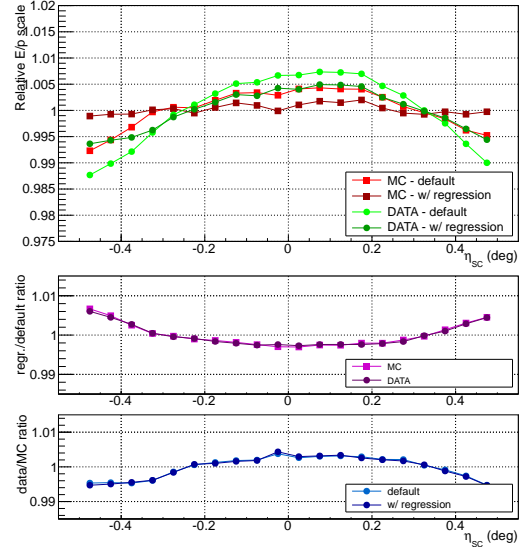 Relative E/p scale
1.02
1.015
1.01
1.005
1
0.995
0.99
0.985
0.98
0.975
MC - default
MC - w/ regression
DATA - default
DATA - w/ regression
-0.4 -0.2 0 0.2 0.4
η_SC (deg)
regr./default ratio
1.01
1
0.99
MC
DATA
-0.4 -0.2 0 0.2 0.4
data/MC ratio
1.01
1
0.99
default
w/ regression
-0.4 -0.2 0 0.2 0.4
η_SC (deg)